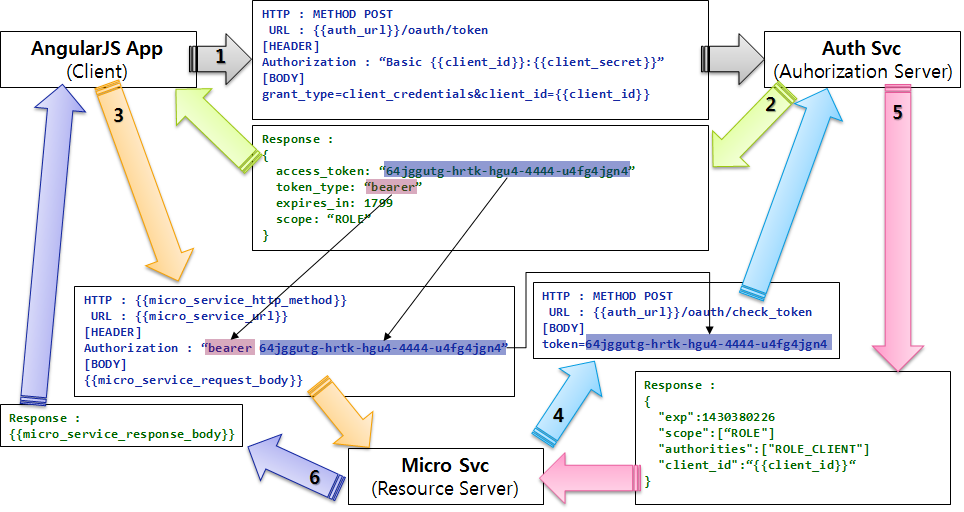 HTTP : METHOD POST
URL : {{auth_url}}/oauth/token
[HEADER]
Authorization : “Basic {{client_id}}:{{client_secret}}”
[BODY]
grant_type=client_credentials&client_id={{client_id}}
AngularJS App
(Client)
1
Auth Svc
(Auhorization Server)
2
3
5
Response :
{
access_token: “64jggutg-hrtk-hgu4-4444-u4fg4jgn4”
token_type: “bearer”
expires_in: 1799
scope: “ROLE”
}
HTTP : {{micro_service_http_method}}
URL : {{micro_service_url}}
[HEADER]
Authorization : “bearer 64jggutg-hrtk-hgu4-4444-u4fg4jgn4”
[BODY]
{{micro_service_request_body}}
HTTP : METHOD POST
URL : {{auth_url}}/oauth/check_token
[BODY]
token=64jggutg-hrtk-hgu4-4444-u4fg4jgn4
Response :
{
"exp":1430380226
"scope":[“ROLE"]
"authorities":["ROLE_CLIENT"]
"client_id":“{{client_id}}“
}
Response :
{{micro_service_response_body}}
4
6
Micro Svc
(Resource Server)